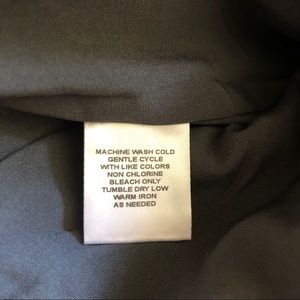 MACHINE WASH COLD
GENTLE CYCLE
WITH LIKE COLORS
NON CHLORINE
BLEACH ONLY
TUMBLE DRY LOW
WARM IRON
AS NEEDED